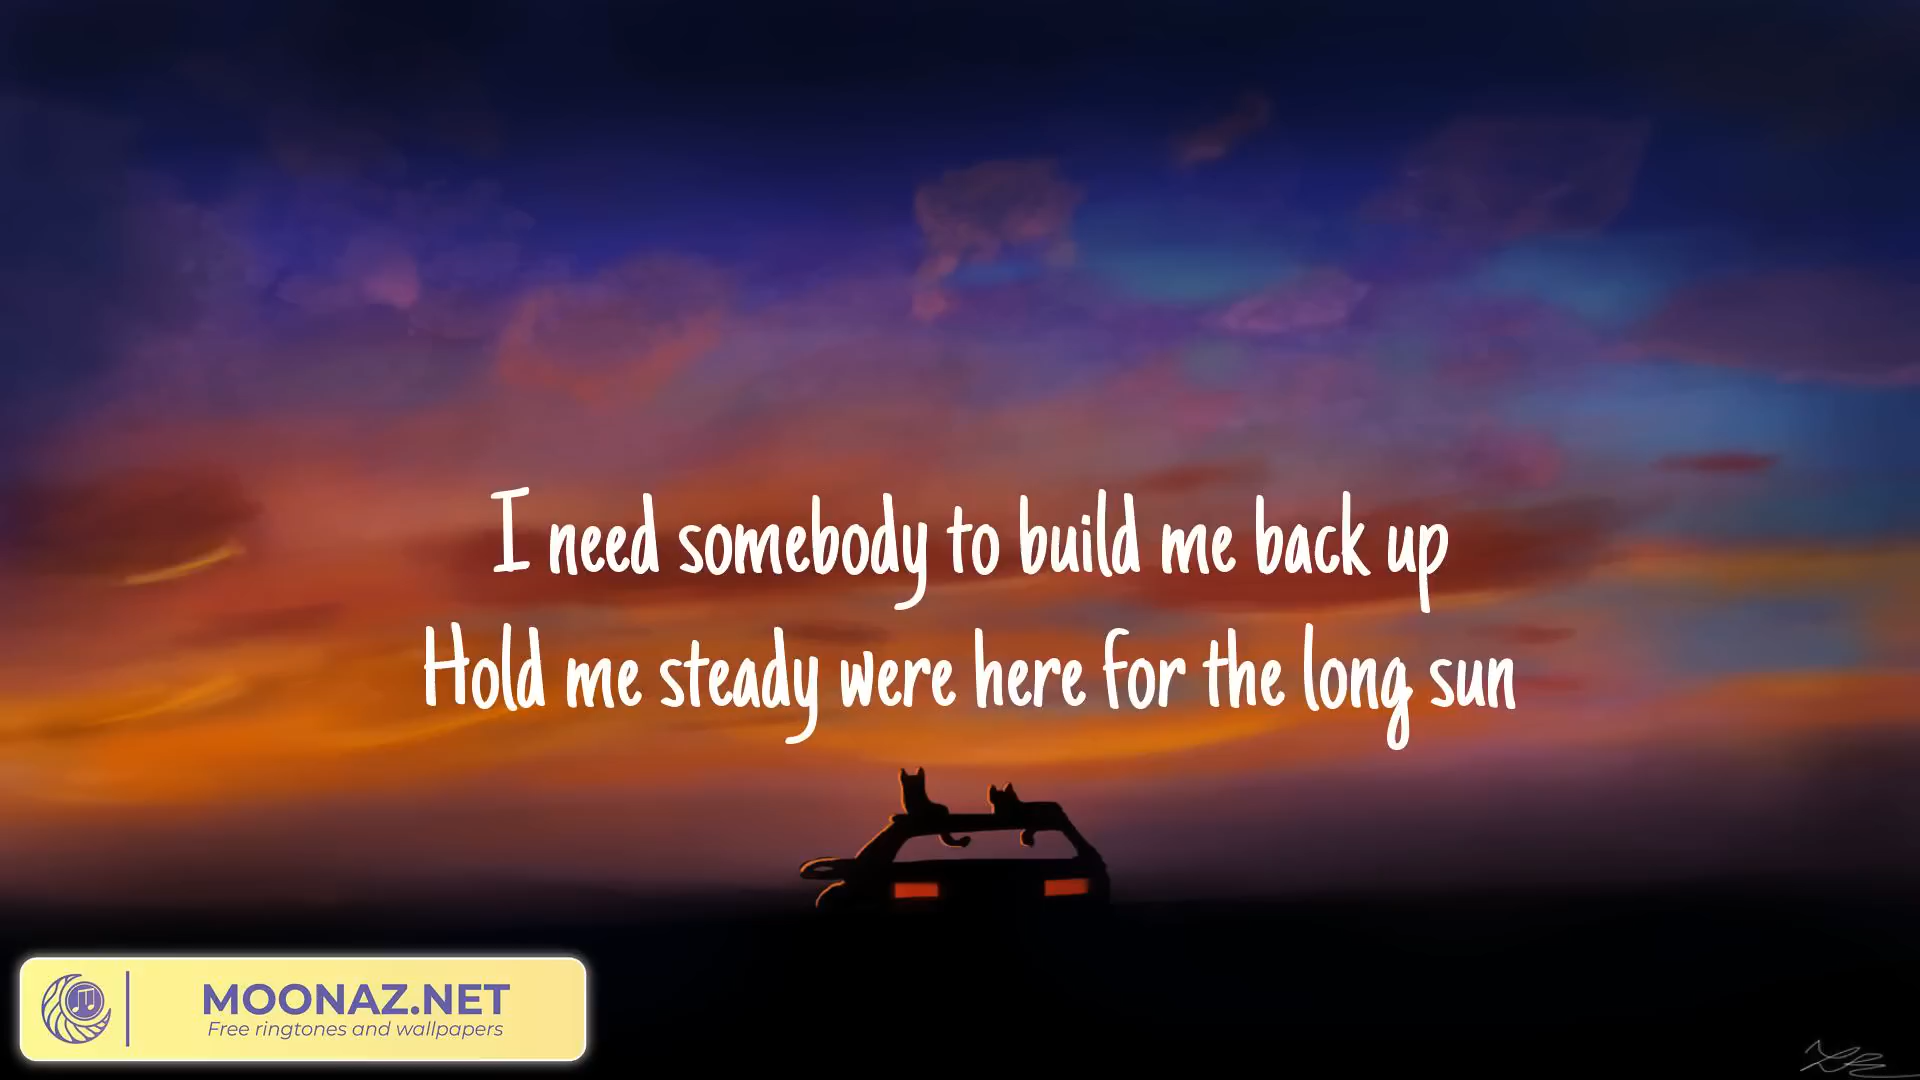 I need somebody to build me back up
Hold me steady were here for the long sun
MOONAZ.NET
Free ringtones and wallpapers